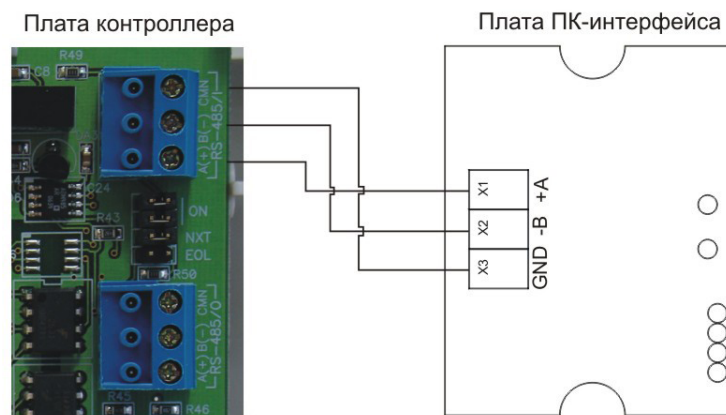 Плата контроллера
Плата ПК-интерфейса
R49
C8
CMN
B(-)
A(+)
RS-485/I
C24
R43
ON
NXT
EOL
R50
CMN
B(-)
A(+)
RS-485/O
R45
R46
X1 +A
X2 -B
X3 GND